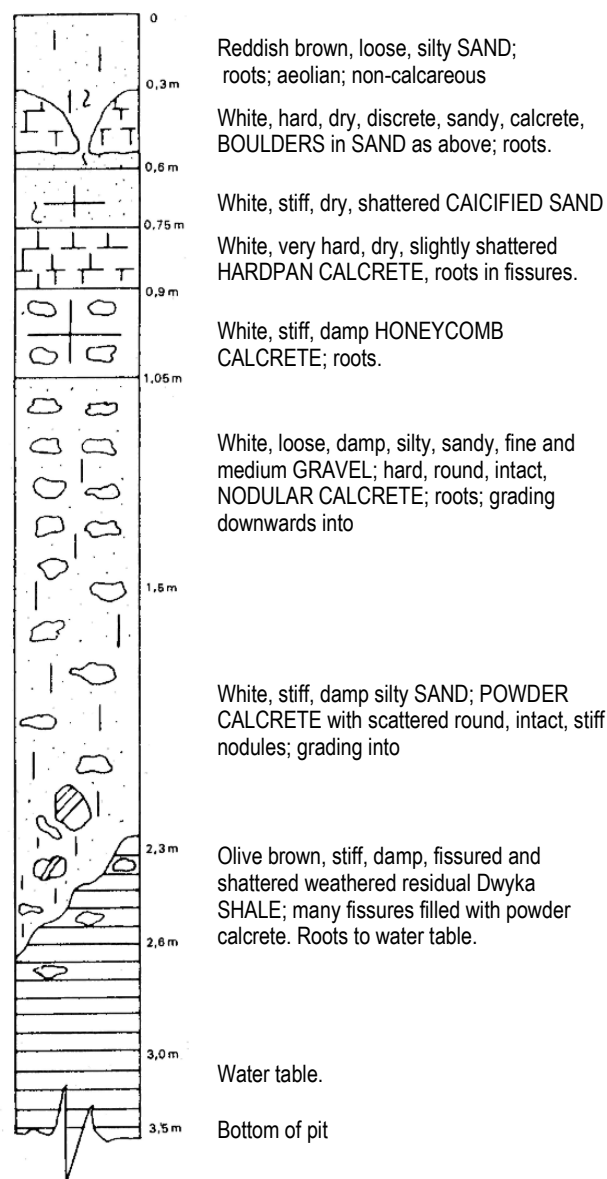 0
Reddish brown, loose, silty SAND;
roots; aeolian; non-calcareous
0,3m
White, hard, dry, discrete, sandy, calcrete,
BOULDERS in SAND as above; roots.
0,6m
White, stiff, dry, shattered CAICIFIED SAND
0,75m
White, very hard, dry, slightly shattered
HARDPAN CALCRETE, roots in fissures.
0,9m
White, stiff, damp HONEYCOMB
CALCRETE; roots.
1,05m
White, loose, damp, silty, sandy, fine and
medium GRAVEL; hard, round, intact,
NODULAR CALCRETE; roots; grading
downwards into
1,5m
White, stiff, damp silty SAND; POWDER
CALCRETE with scattered round, intact, stiff
nodules; grading into
2,3m
Olive brown, stiff, damp, fissured and
shattered weathered residual Dwyka
SHALE; many fissures filled with powder
calcrete. Roots to water table.
2,6m
3,0m
Water table.
3,5m
Bottom of pit